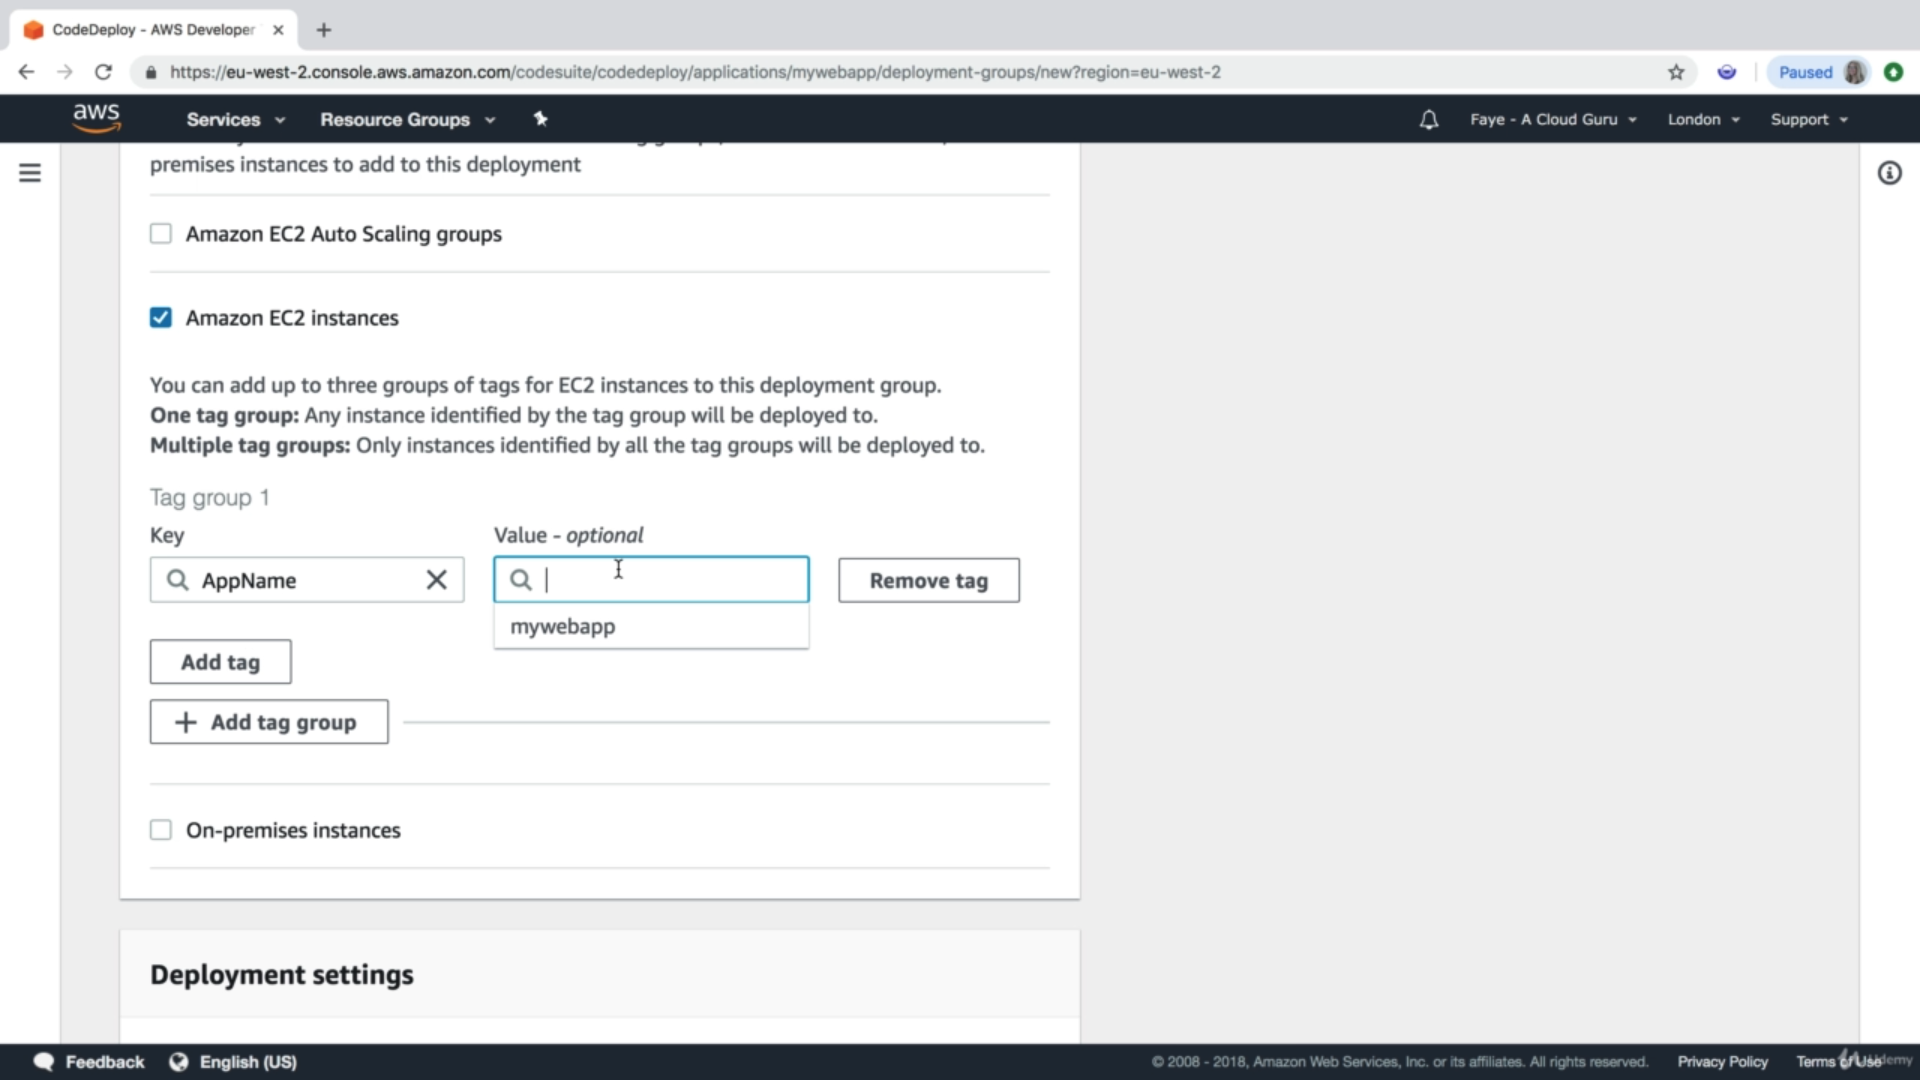 CodeDeploy - AWS Developer
https://eu-west-2.console.aws.amazon.com/codesuite/codedeploy/applications/mywebapp/deployment-groups/new?region=eu-west-2
Paused
aws
Services
Resource Groups
Faye - A Cloud Guru
London
Support
premises instances to add to this deployment
Amazon EC2 Auto Scaling groups
Amazon EC2 instances
You can add up to three groups of tags for EC2 instances to this deployment group.
One tag group: Any instance identified by the tag group will be deployed to.
Multiple tag groups: Only instances identified by all the tag groups will be deployed to.
Tag group 1
Key
Value - optional
AppName
Remove tag
mywebapp
Add tag
Add tag group
On-premises instances
Deployment settings
Feedback
English (US)
© 2008 - 2018, Amazon Web Services, Inc. or its affiliates. All rights reserved.
Privacy Policy
Terms of Use